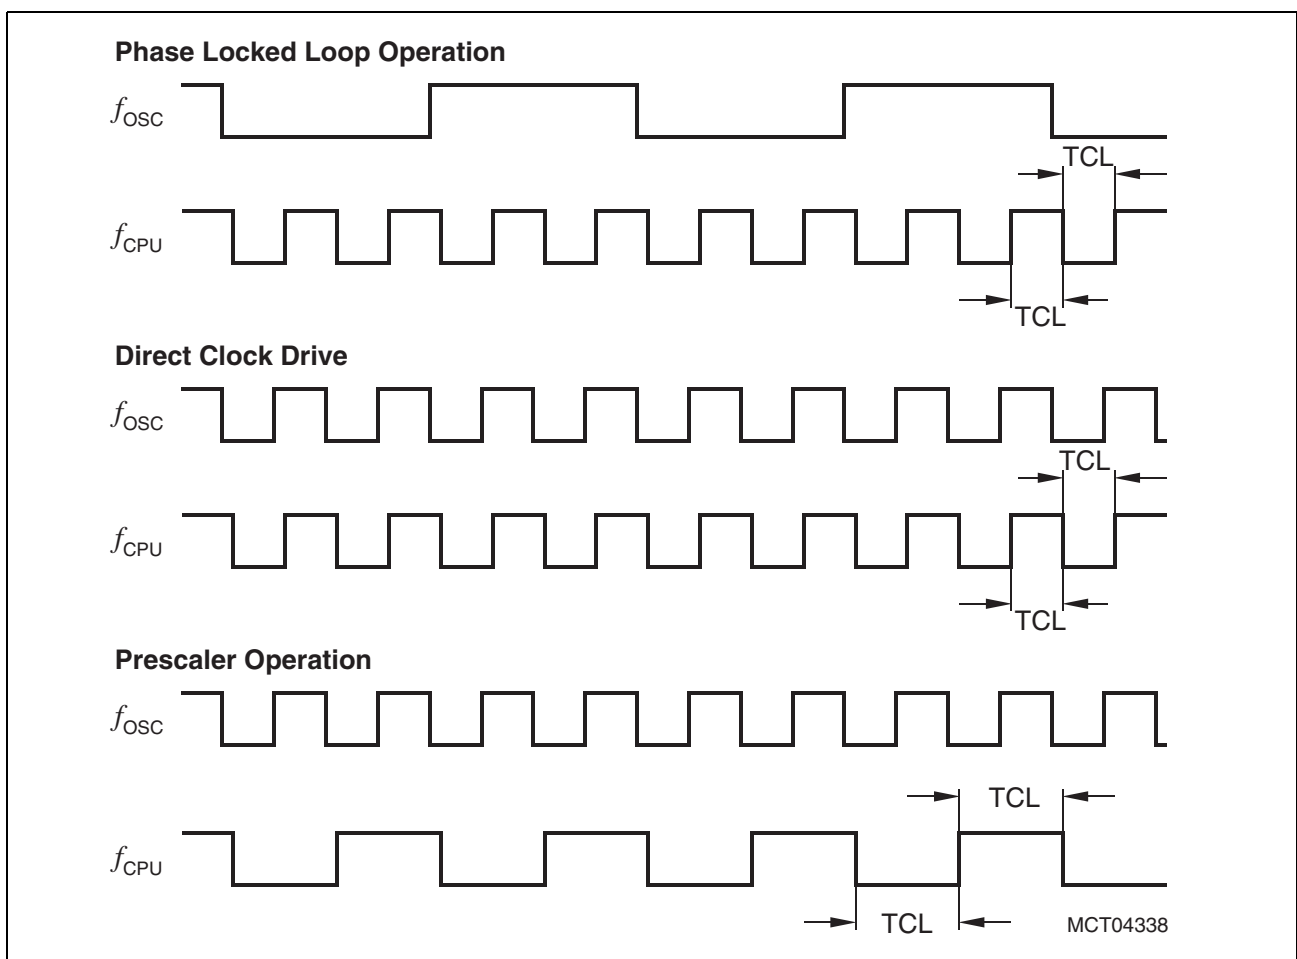 Phase Locked Loop Operation
fOSC
TCL
fCPU
TCL
Direct Clock Drive
fOSC
TCL
fCPU
TCL
Prescaler Operation
fOSC
TCL
fCPU
TCL
MCT04338